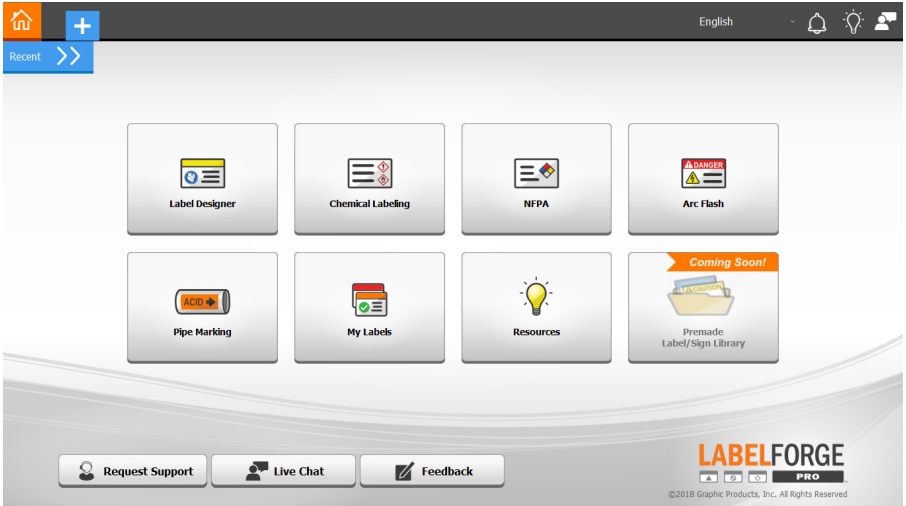 English
Recent
Label Designer
Chemical Labeling
NFPA
DANGER
Arc Flash
ACID
Pipe Marking
My Labels
Resources
Coming Soon!
CAUTION
Premade
Label/Sign Library
Request Support
Live Chat
Feedback
LABELFORGE
PRO
©2018 Graphic Products, Inc. All Rights Reserved